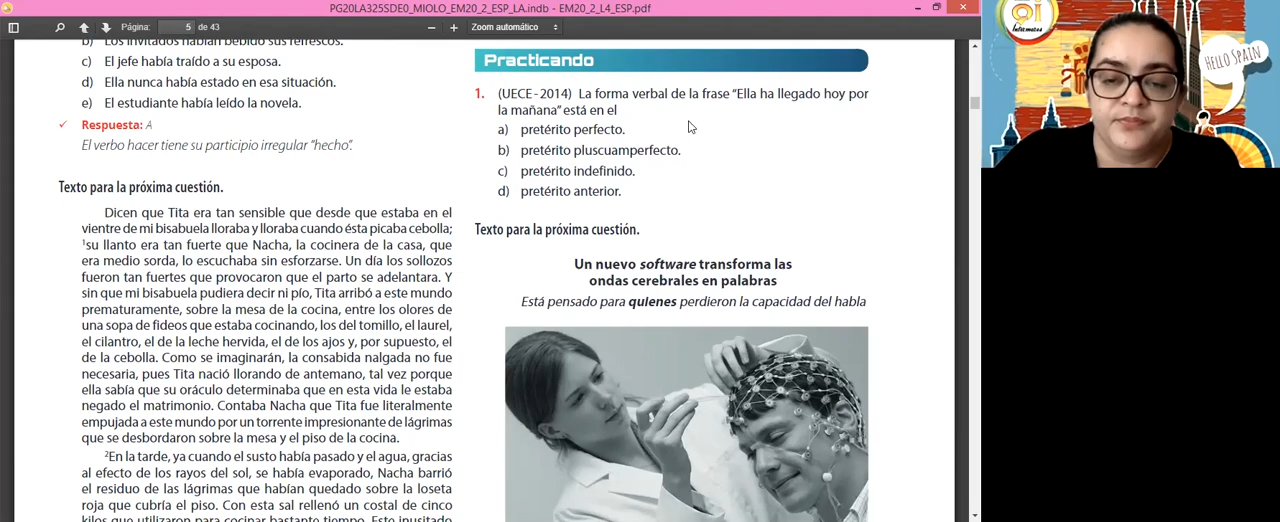 PG20LA325SDE0_MIOLO_EM20_2_ESP_LA.indb - EM20_2_L4_ESP.pdf
Página: 5 de 43
Zoom automático
b) Los invitados habían bebido sus refrescos.
c) El jefe había traído a su esposa.
d) Ella nunca había estado en esa situación.
e) El estudiante había leído la novela.
Respuesta: A
El verbo hacer tiene su participio irregular “hecho”.
Texto para la próxima cuestión.
Dicen que Tita era tan sensible que desde que estaba en el
vientre de mi bisabuela lloraba y lloraba cuando ésta picaba cebolla;
1su llanto era tan fuerte que Nacha, la cocinera de la casa, que
era medio sorda, lo escuchaba sin esforzarse. Un día los sollozos
fueron tan fuertes que provocaron que el parto se adelantara. Y
sin que mi bisabuela pudiera decir ni pío, Tita arribó a este mundo
prematuramente, sobre la mesa de la cocina, entre los olores de
una sopa de fideos que estaba cocinando, los del tomillo, el laurel,
el cilantro, el de la leche hervida, el de los ajos y, por supuesto, el
de la cebolla. Como se imaginarán, la consabida nalgada no fue
necesaria, pues Tita nació llorando de antemano, tal vez porque
ella sabía que su oráculo determinaba que en esta vida le estaba
negado el matrimonio. Contaba Nacha que Tita fue literalmente
empujada a este mundo por un torrente impresionante de lágrimas
que se desbordaron sobre la mesa y el piso de la cocina.
2En la tarde, ya cuando el susto había pasado y el agua, gracias
al efecto de los rayos del sol, se había evaporado, Nacha barrió
el residuo de las lágrimas que habían quedado sobre la loseta
roja que cubría el piso. Con esta sal rellenó un costal de cinco
kilos que utilizaron para cocinar bastante tiempo. Este inusitado
Practicando
1. (UECE - 2014) La forma verbal de la frase “Ella ha llegado hoy por
la mañana” está en el
a) pretérito perfecto.
b) pretérito pluscuamperfecto.
c) pretérito indefinido.
d) pretérito anterior.
Texto para la próxima cuestión.
Un nuevo software transforma las
ondas cerebrales en palabras
Está pensado para quienes perdieron la capacidad del habla
HELLO SPAIN